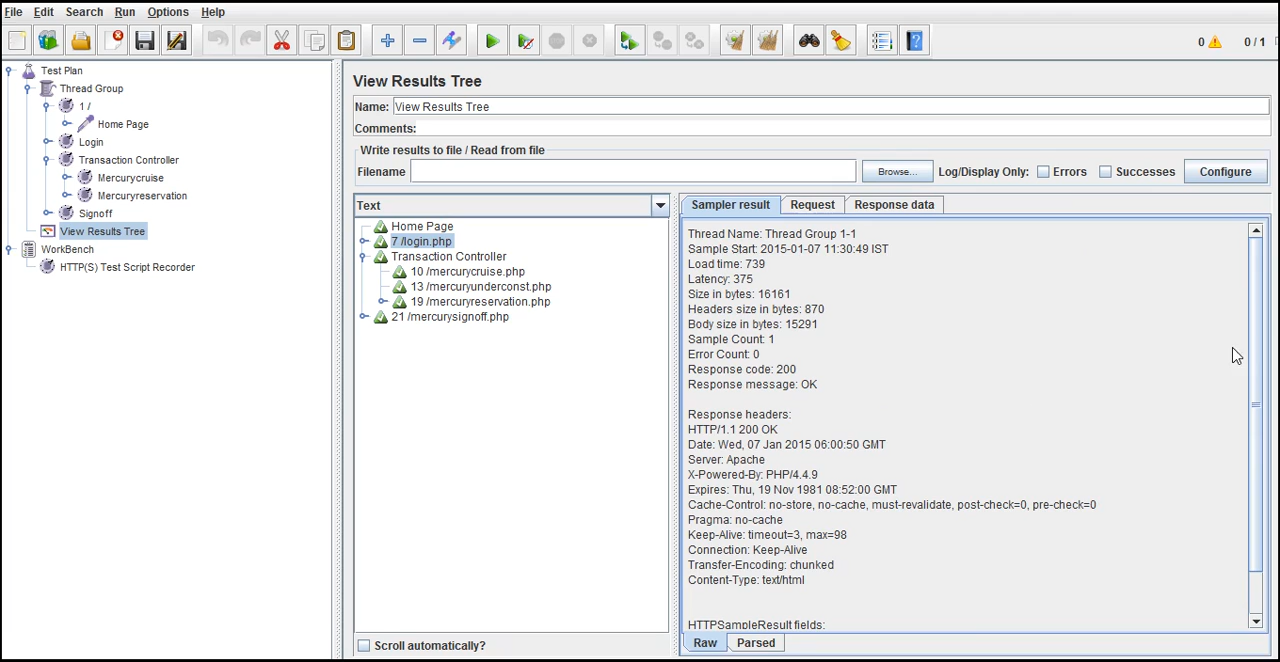 File Edit Search Run Options Help
0 0 / 1
Test Plan
Thread Group
1 /
Home Page
Login
Transaction Controller
Mercurycruise
Mercuryreservation
Signoff
View Results Tree
WorkBench
HTTP(S) Test Script Recorder
View Results Tree
Name: View Results Tree
Comments:
Write results to file / Read from file
Filename Browse... Log/Display Only: Errors Successes Configure
Text
Home Page
7 /login.php
Transaction Controller
10 /mercurycruise.php
13 /mercuryunderconst.php
19 /mercuryreservation.php
21 /mercurysignoff.php
Scroll automatically?
Sampler result Request Response data
Thread Name: Thread Group 1-1
Sample Start: 2015-01-07 11:30:49 IST
Load time: 739
Latency: 375
Size in bytes: 16161
Headers size in bytes: 870
Body size in bytes: 15291
Sample Count: 1
Error Count: 0
Response code: 200
Response message: OK
Response headers:
HTTP/1.1 200 OK
Date: Wed, 07 Jan 2015 06:00:50 GMT
Server: Apache
X-Powered-By: PHP/4.4.9
Expires: Thu, 19 Nov 1981 08:52:00 GMT
Cache-Control: no-store, no-cache, must-revalidate, post-check=0, pre-check=0
Pragma: no-cache
Keep-Alive: timeout=3, max=98
Connection: Keep-Alive
Transfer-Encoding: chunked
Content-Type: text/html
HTTPSampleResult fields:
Raw Parsed